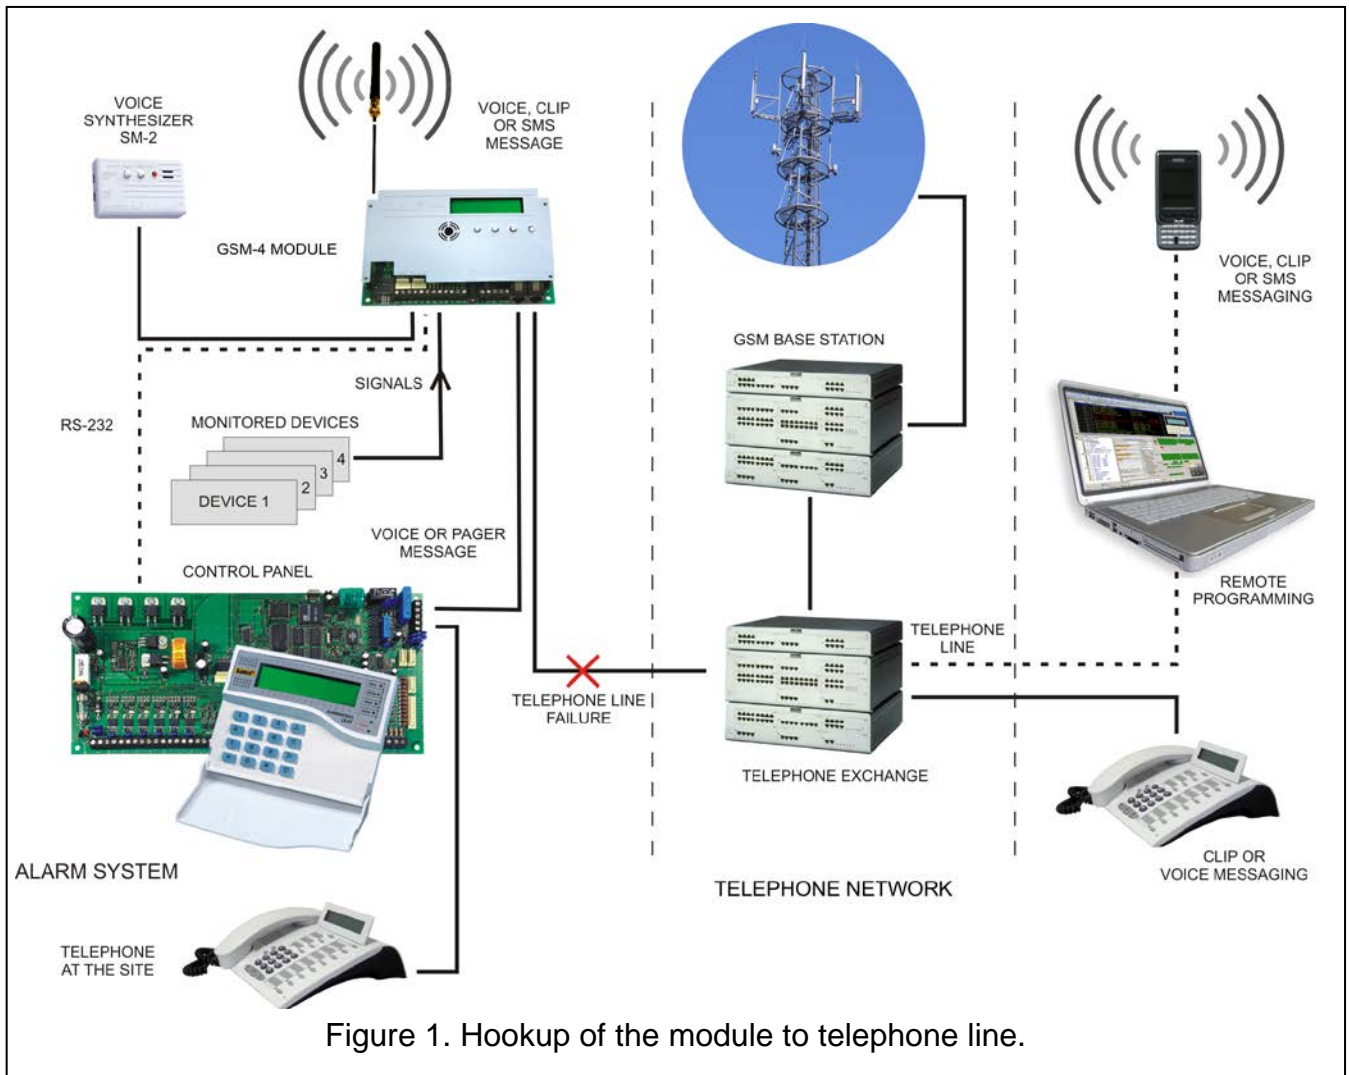 VOICE
SYNTHESIZER
SM-2
VOICE, CLIP
OR SMS
MESSAGE
GSM-4 MODULE
SIGNALS
RS-232
MONITORED DEVICES
4
3
2
DEVICE 1
VOICE OR PAGER
MESSAGE
CONTROL PANEL
TELEPHONE LINE
FAILURE
ALARM SYSTEM
TELEPHONE
AT THE SITE
GSM BASE STATION
TELEPHONE
LINE
TELEPHONE EXCHANGE
TELEPHONE NETWORK
VOICE, CLIP
OR SMS
MESSAGING
REMOTE
PROGRAMMING
CLIP OR
VOICE MESSAGING
Figure 1. Hookup of the module to telephone line.